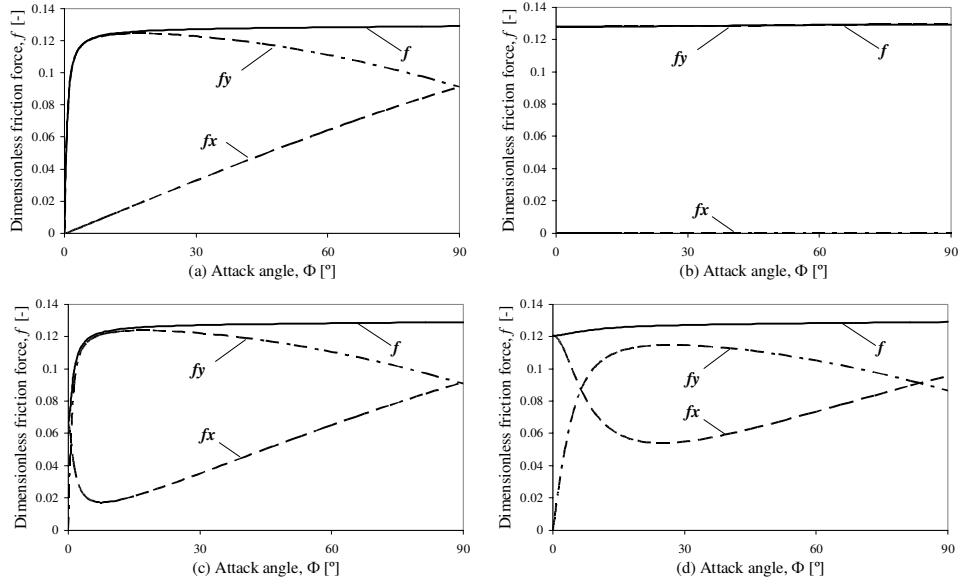 Dimensionless friction force, f [-]
0.14
0.12
0.1
0.08
0.06
0.04
0.02
0
f
fy
fx
0
30
60
90
(a) Attack angle, Φ [º]
Dimensionless friction force, f [-]
0.14
0.12
0.1
0.08
0.06
0.04
0.02
0
fy
f
fx
0
30
60
90
(b) Attack angle, Φ [º]
Dimensionless friction force, f [-]
0.14
0.12
0.1
0.08
0.06
0.04
0.02
0
f
fy
fx
0
30
60
90
(c) Attack angle, Φ [º]
Dimensionless friction force, f [-]
0.14
0.12
0.1
0.08
0.06
0.04
0.02
0
f
fy
fx
0
30
60
90
(d) Attack angle, Φ [º]